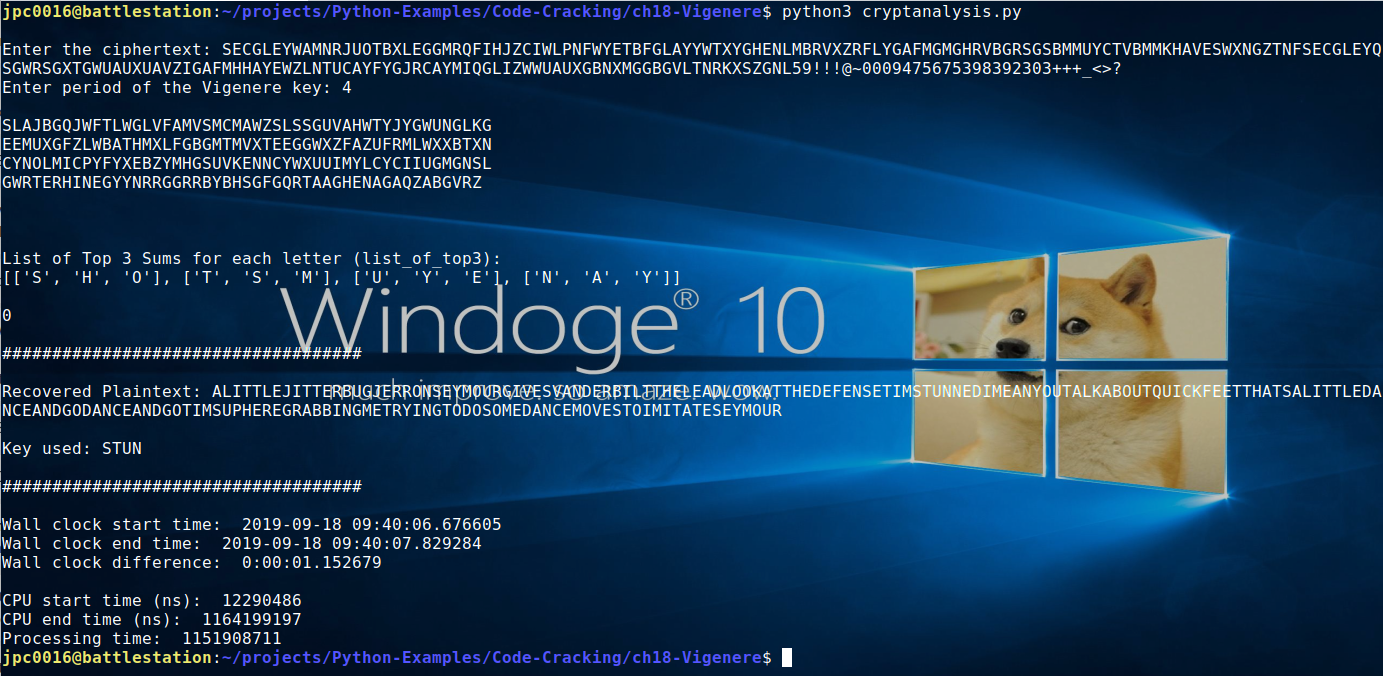 jpc0016@battlestation:~/projects/Python-Examples/Code-Cracking/ch18-Vigenere$ python3 cryptanalysis.py
Enter the ciphertext: SECGLEYWAMNRJUOTBXLEGGMRQFIHJZCIWLPNFWYETBFGLAYYWTXYGHENLMBRVXZRFLYGAFMGMGHRVBGRSGSBMMUYCTVBMMKHAVESWXNGZTNFSECGLEYQ
SGWRSGXTGWUAUXUAVZIGAFMHHAYEWZLNTUCAYFYGJRCAYMIQGLIZWWUAUXGBNXMGGBGVLTNRKXSZGNL59!!!@~0009475675398392303+++_<>?
Enter period of the Vigenere key: 4
SLAJBGQJWFTLWGLVFAMVSMCMAWZSLSSGUVAHWTYJYGWUNGLKG
EEMUXGFZLWBATHMXLFGBGMTMVXTEEGGWXZFAZUFRMLWXXBTXN
CYNOLMICPYFYXEBZYMHGSUVKENNCYWXUUIMYLCYCIIUGMGNSL
GWRTERHINEGYYNRRGGRRBYBHSGFGQRTAAGHENAGAQZABGVRZ
List of Top 3 Sums for each letter (list_of_top3):
[['S', 'H', 'O'], ['T', 'S', 'M'], ['U', 'Y', 'E'], ['N', 'A', 'Y']]
0
Windoge® 10
####################################
Recovered Plaintext: ALITTLEJITTERBUGJERRONSEYMOURGIVESVANDERBILTTHELEADLOOKATTHEDEFENSETIMSTUNNEDIMEANYOUTALKABOUTQUICKFEETTHATSALITTLEDA
much improve. so amaze. wow.
NCEANDGODANCEANDGOTIMSUPHEREGRABBINGMETRYINGTODOSOMEDANCEMOVESTOIMITATESEYMOUR
Key used: STUN
####################################
Wall clock start time:  2019-09-18 09:40:06.676605
Wall clock end time:  2019-09-18 09:40:07.829284
Wall clock difference:  0:00:01.152679
CPU start time (ns):  12290486
CPU end time (ns):  1164199197
Processing time:  1151908711
jpc0016@battlestation:~/projects/Python-Examples/Code-Cracking/ch18-Vigenere$